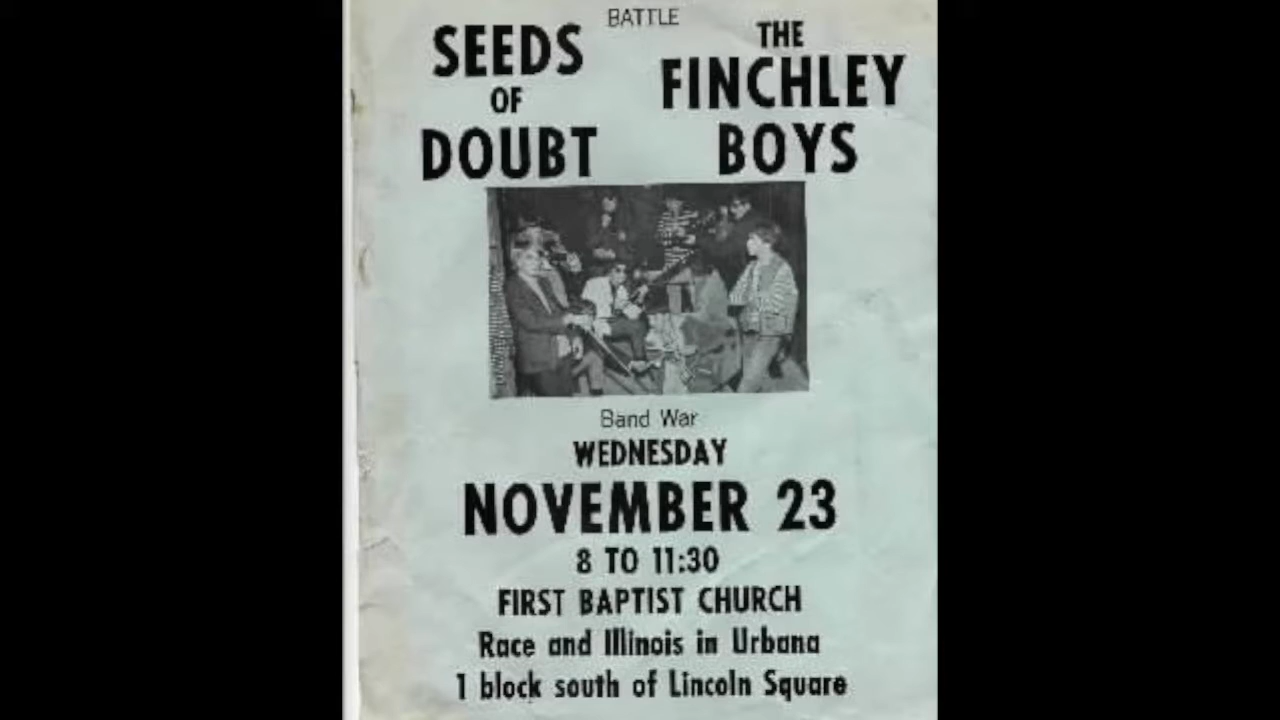 BATTLE
SEEDS
OF
DOUBT
THE
FINCHLEY
BOYS
Band War
WEDNESDAY
NOVEMBER 23
8 TO 11:30
FIRST BAPTIST CHURCH
Race and Illinois in Urbana
1 block south of Lincoln Square